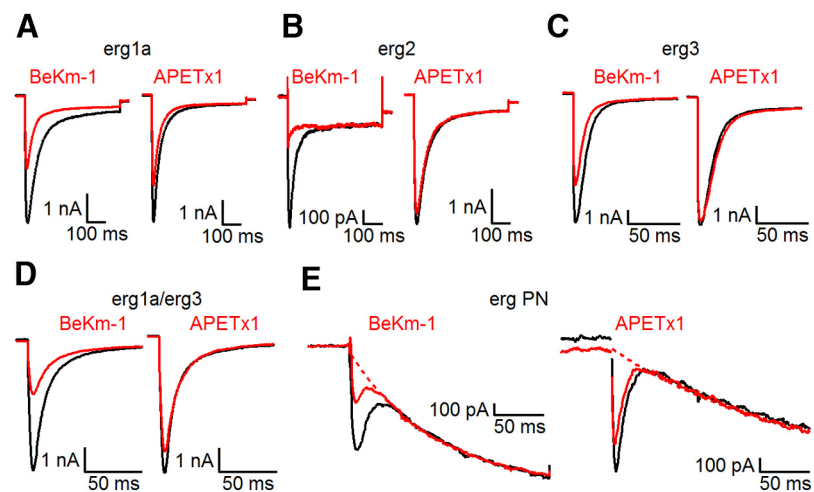 A
erg1a
BeKm-1
APETx1
1 nA
100 ms
1 nA
100 ms
B
erg2
BeKm-1
APETx1
100 pA
100 ms
1 nA
100 ms
C
erg3
BeKm-1
APETx1
1 nA
50 ms
1 nA
50 ms
D
erg1a/erg3
BeKm-1
APETx1
1 nA
50 ms
1 nA
50 ms
E
erg PN
BeKm-1
APETx1
100 pA
50 ms
100 pA
50 ms